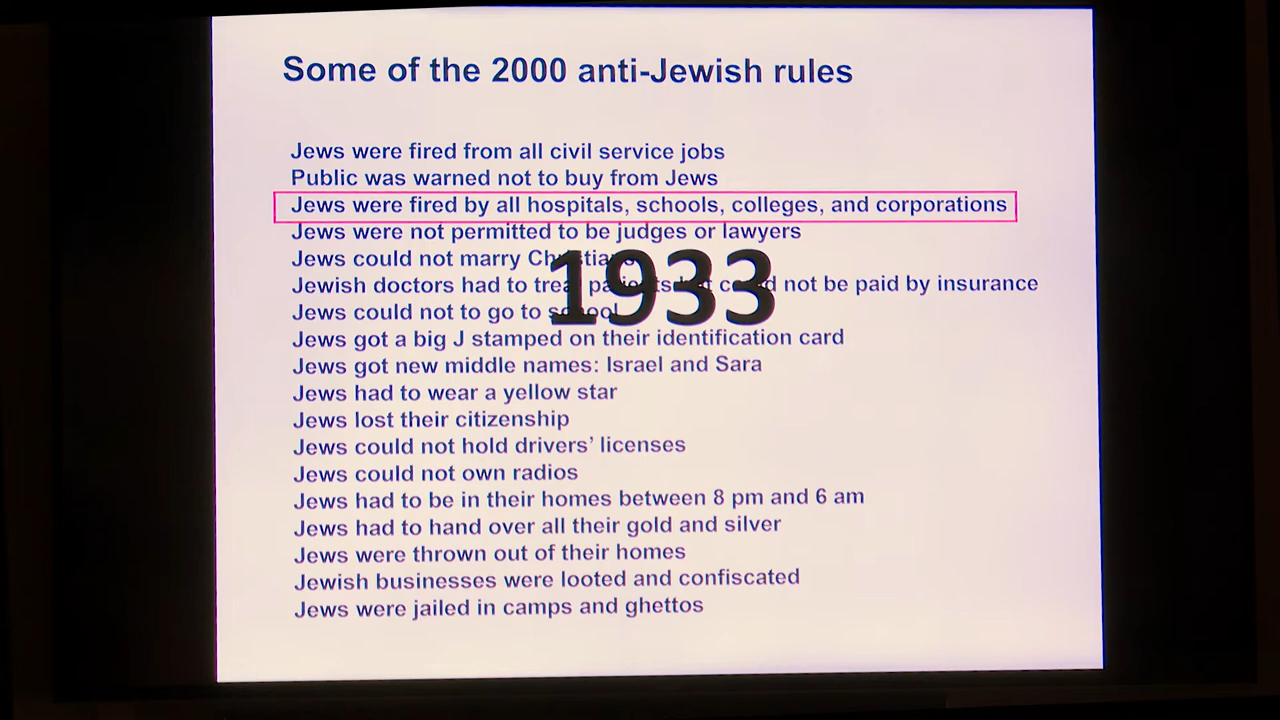 Some of the 2000 anti-Jewish rules
Jews were fired from all civil service jobs
Public was warned not to buy from Jews
Jews were fired by all hospitals, schools, colleges, and corporations
Jews were not permitted to be judges or lawyers
Jews could not marry Christians
1933
Jewish doctors had to treat patients but could not be paid by insurance
Jews could not to go to school
Jews got a big J stamped on their identification card
Jews got new middle names: Israel and Sara
Jews had to wear a yellow star
Jews lost their citizenship
Jews could not hold drivers’ licenses
Jews could not own radios
Jews had to be in their homes between 8 pm and 6 am
Jews had to hand over all their gold and silver
Jews were thrown out of their homes
Jewish businesses were looted and confiscated
Jews were jailed in camps and ghettos